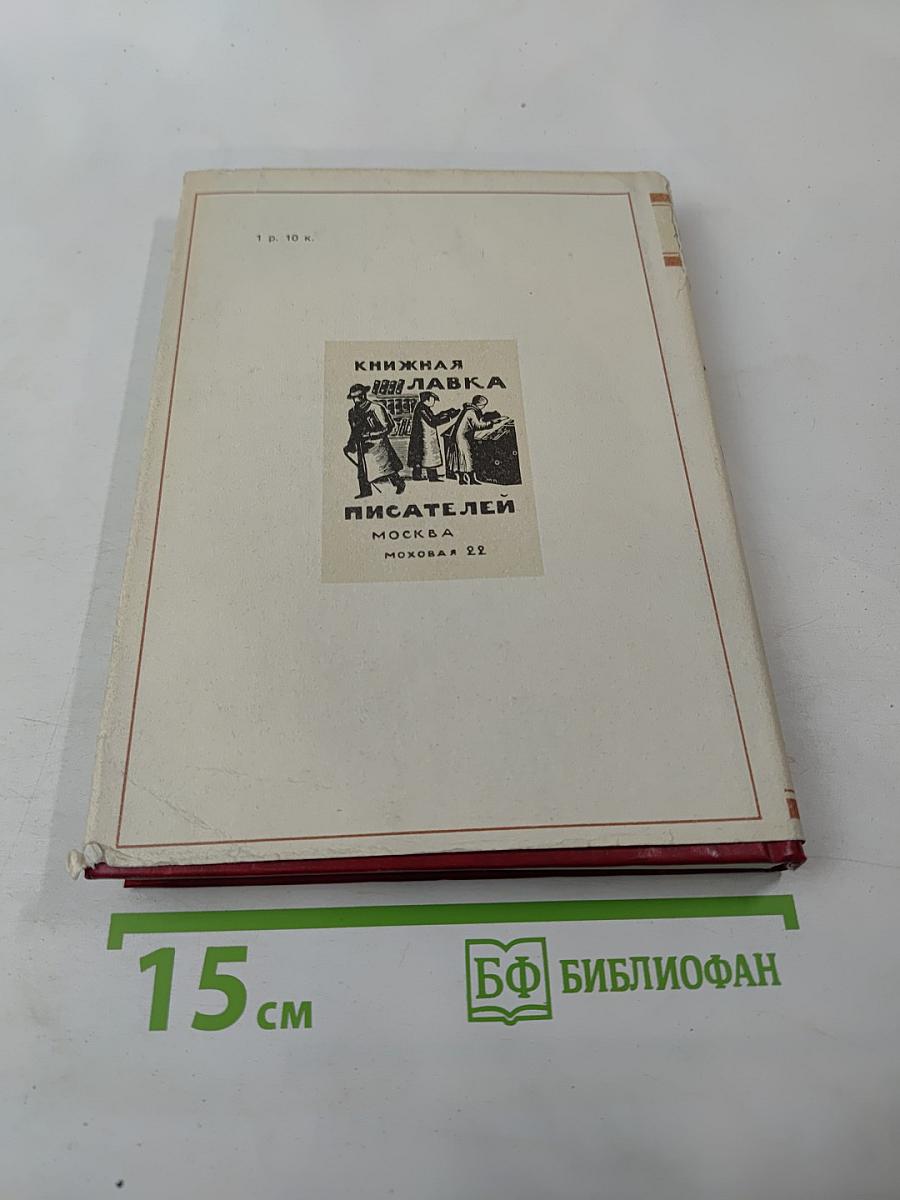 1 р. 10 к.
КНИЖНАЯ
ЛАВКА
ПИСАТЕЛЕЙ
МОСКВА
МОХОВАЯ 22
15 см
БФ БИБЛИОФАН